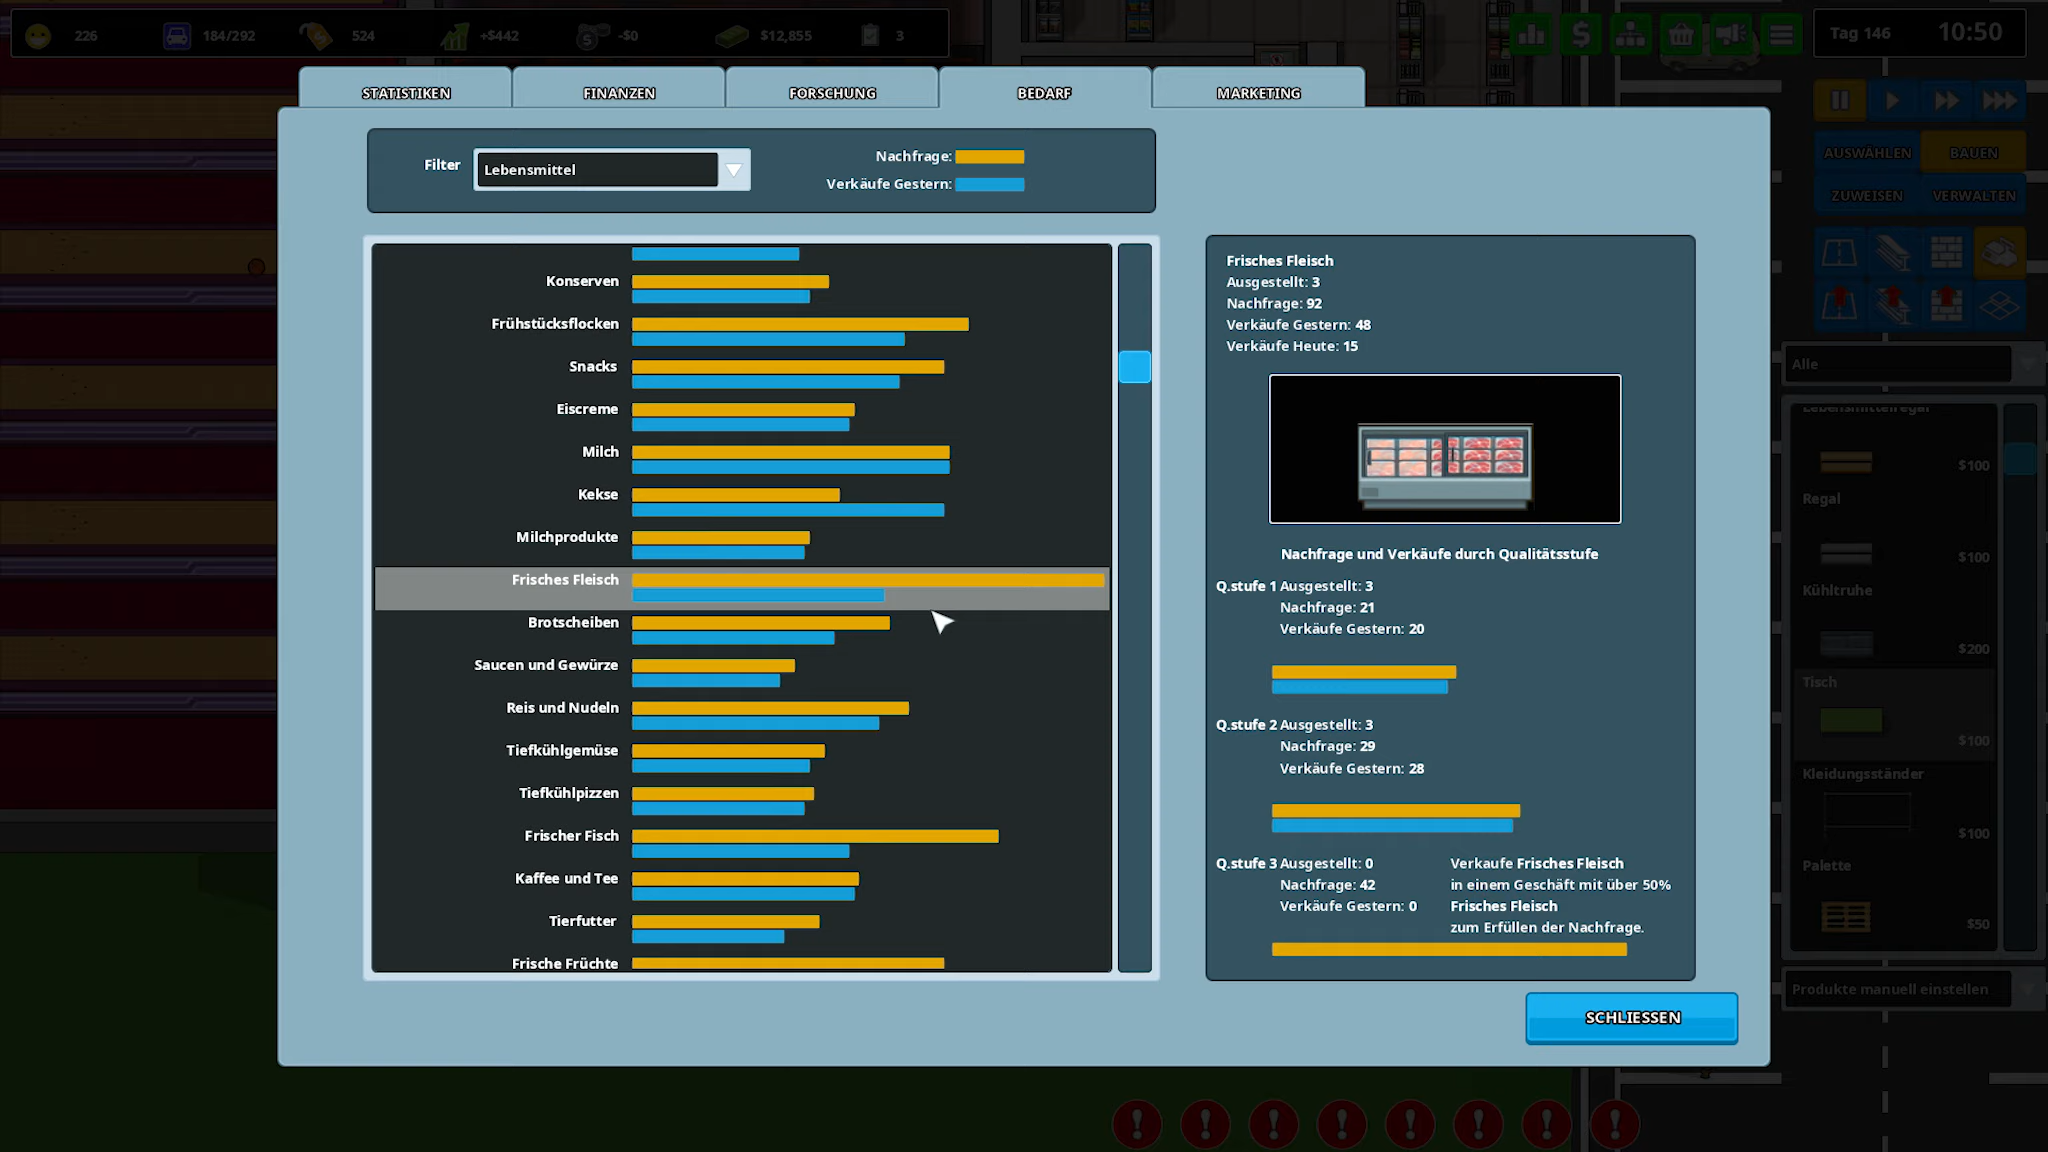 226
184/292
524
+$442
-$0
$12,855
3
Tag 146
10:50
STATISTIKEN
FINANZEN
FORSCHUNG
BEDARF
MARKETING
Filter
Lebensmittel
Nachfrage:
Verkäufe Gestern:
AUSWÄHLEN
BAUEN
ZUWEISEN
VERWALTEN
Konserven
Frühstücksflocken
Snacks
Eiscreme
Milch
Kekse
Milchprodukte
Frisches Fleisch
Brotscheiben
Saucen und Gewürze
Reis und Nudeln
Tiefkühlgemüse
Tiefkühlpizzen
Frischer Fisch
Kaffee und Tee
Tierfutter
Frische Früchte
Frisches Fleisch
Ausgestellt: 3
Nachfrage: 92
Verkäufe Gestern: 48
Verkäufe Heute: 15
Nachfrage und Verkäufe durch Qualitätsstufe
Q.stufe 1 Ausgestellt: 3
Nachfrage: 21
Verkäufe Gestern: 20
Q.stufe 2 Ausgestellt: 3
Nachfrage: 29
Verkäufe Gestern: 28
Q.stufe 3 Ausgestellt: 0
Nachfrage: 42
Verkäufe Gestern: 0
Verkaufe Frisches Fleisch
in einem Geschäft mit über 50%
Frisches Fleisch
zum Erfüllen der Nachfrage.
SCHLIESSEN
Alle
Lebensmittelregal
$100
Regal
$100
Kühltruhe
$200
Tisch
$100
Kleidungsständer
$100
Palette
$50
Produkte manuell einstellen